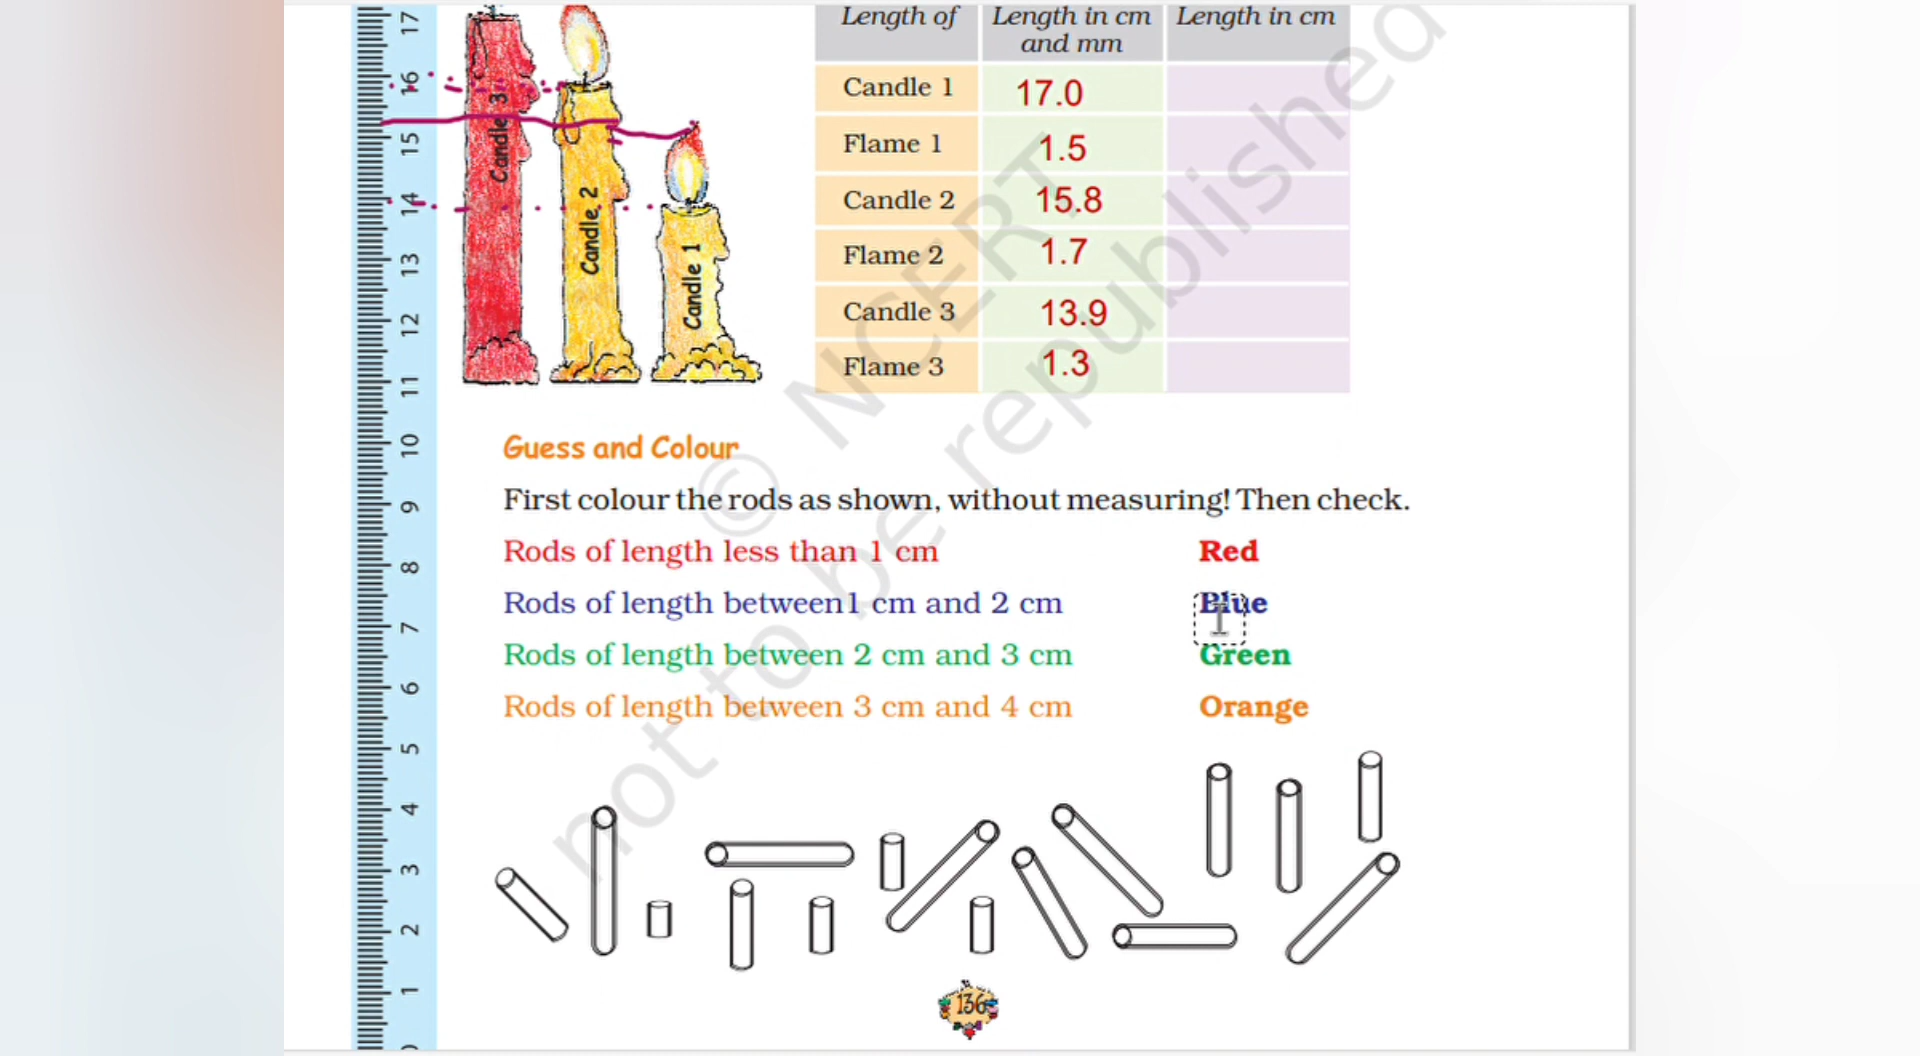 Length of Length in cm and mm Length in cm
Candle 1 17.0
Flame 1 1.5
Candle 2 15.8
Flame 2 1.7
Candle 3 13.9
Flame 3 1.3
17
16
15
14
13
12
11
10
9
8
7
6
5
4
3
2
1
0
Candle 3
Candle 2
Candle 1
Guess and Colour
First colour the rods as shown, without measuring! Then check.
Rods of length less than 1 cm Red
Rods of length between1 cm and 2 cm Blue
Rods of length between 2 cm and 3 cm Green
Rods of length between 3 cm and 4 cm Orange
136
© NCERT
not to be republished